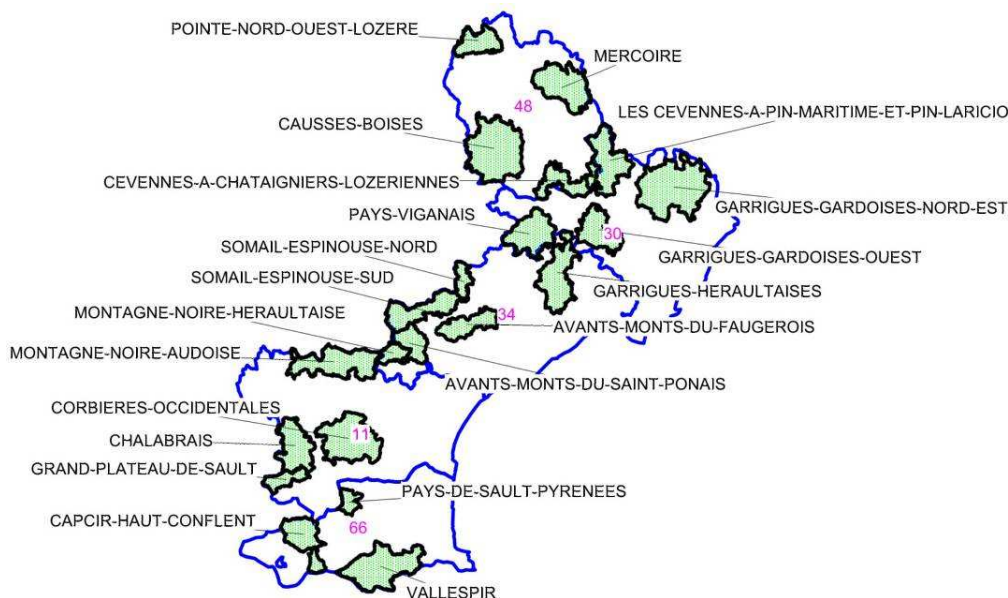 POINTE-NORD-OUEST-LOZERE
MERCOIRE
48
LES CEVENNES-A-PIN-MARITIME-ET-PIN-LARICIO
CAUSSES-BOISES
CEVENNES-A-CHATAIGNIERS-LOZERIENNES
GARRIGUES-GARDOISES-NORD-EST
PAYS-VIGANAIS
30
SOMAIL-ESPINOUSE-NORD
GARRIGUES-GARDOISES-OUEST
SOMAIL-ESPINOUSE-SUD
GARRIGUES-HERAULTAISES
MONTAGNE-NOIRE-HERAULTAISE
34
AVANTS-MONTS-DU-FAUGEROIS
MONTAGNE-NOIRE-AUDOISE
AVANTS-MONTS-DU-SAINT-PONAIS
CORBIERES-OCCIDENTALES
11
CHALABRAIS
GRAND-PLATEAU-DE-SAULT
PAYS-DE-SAULT-PYRENEES
CAPCIR-HAUT-CONFLENT
66
VALLESPIR